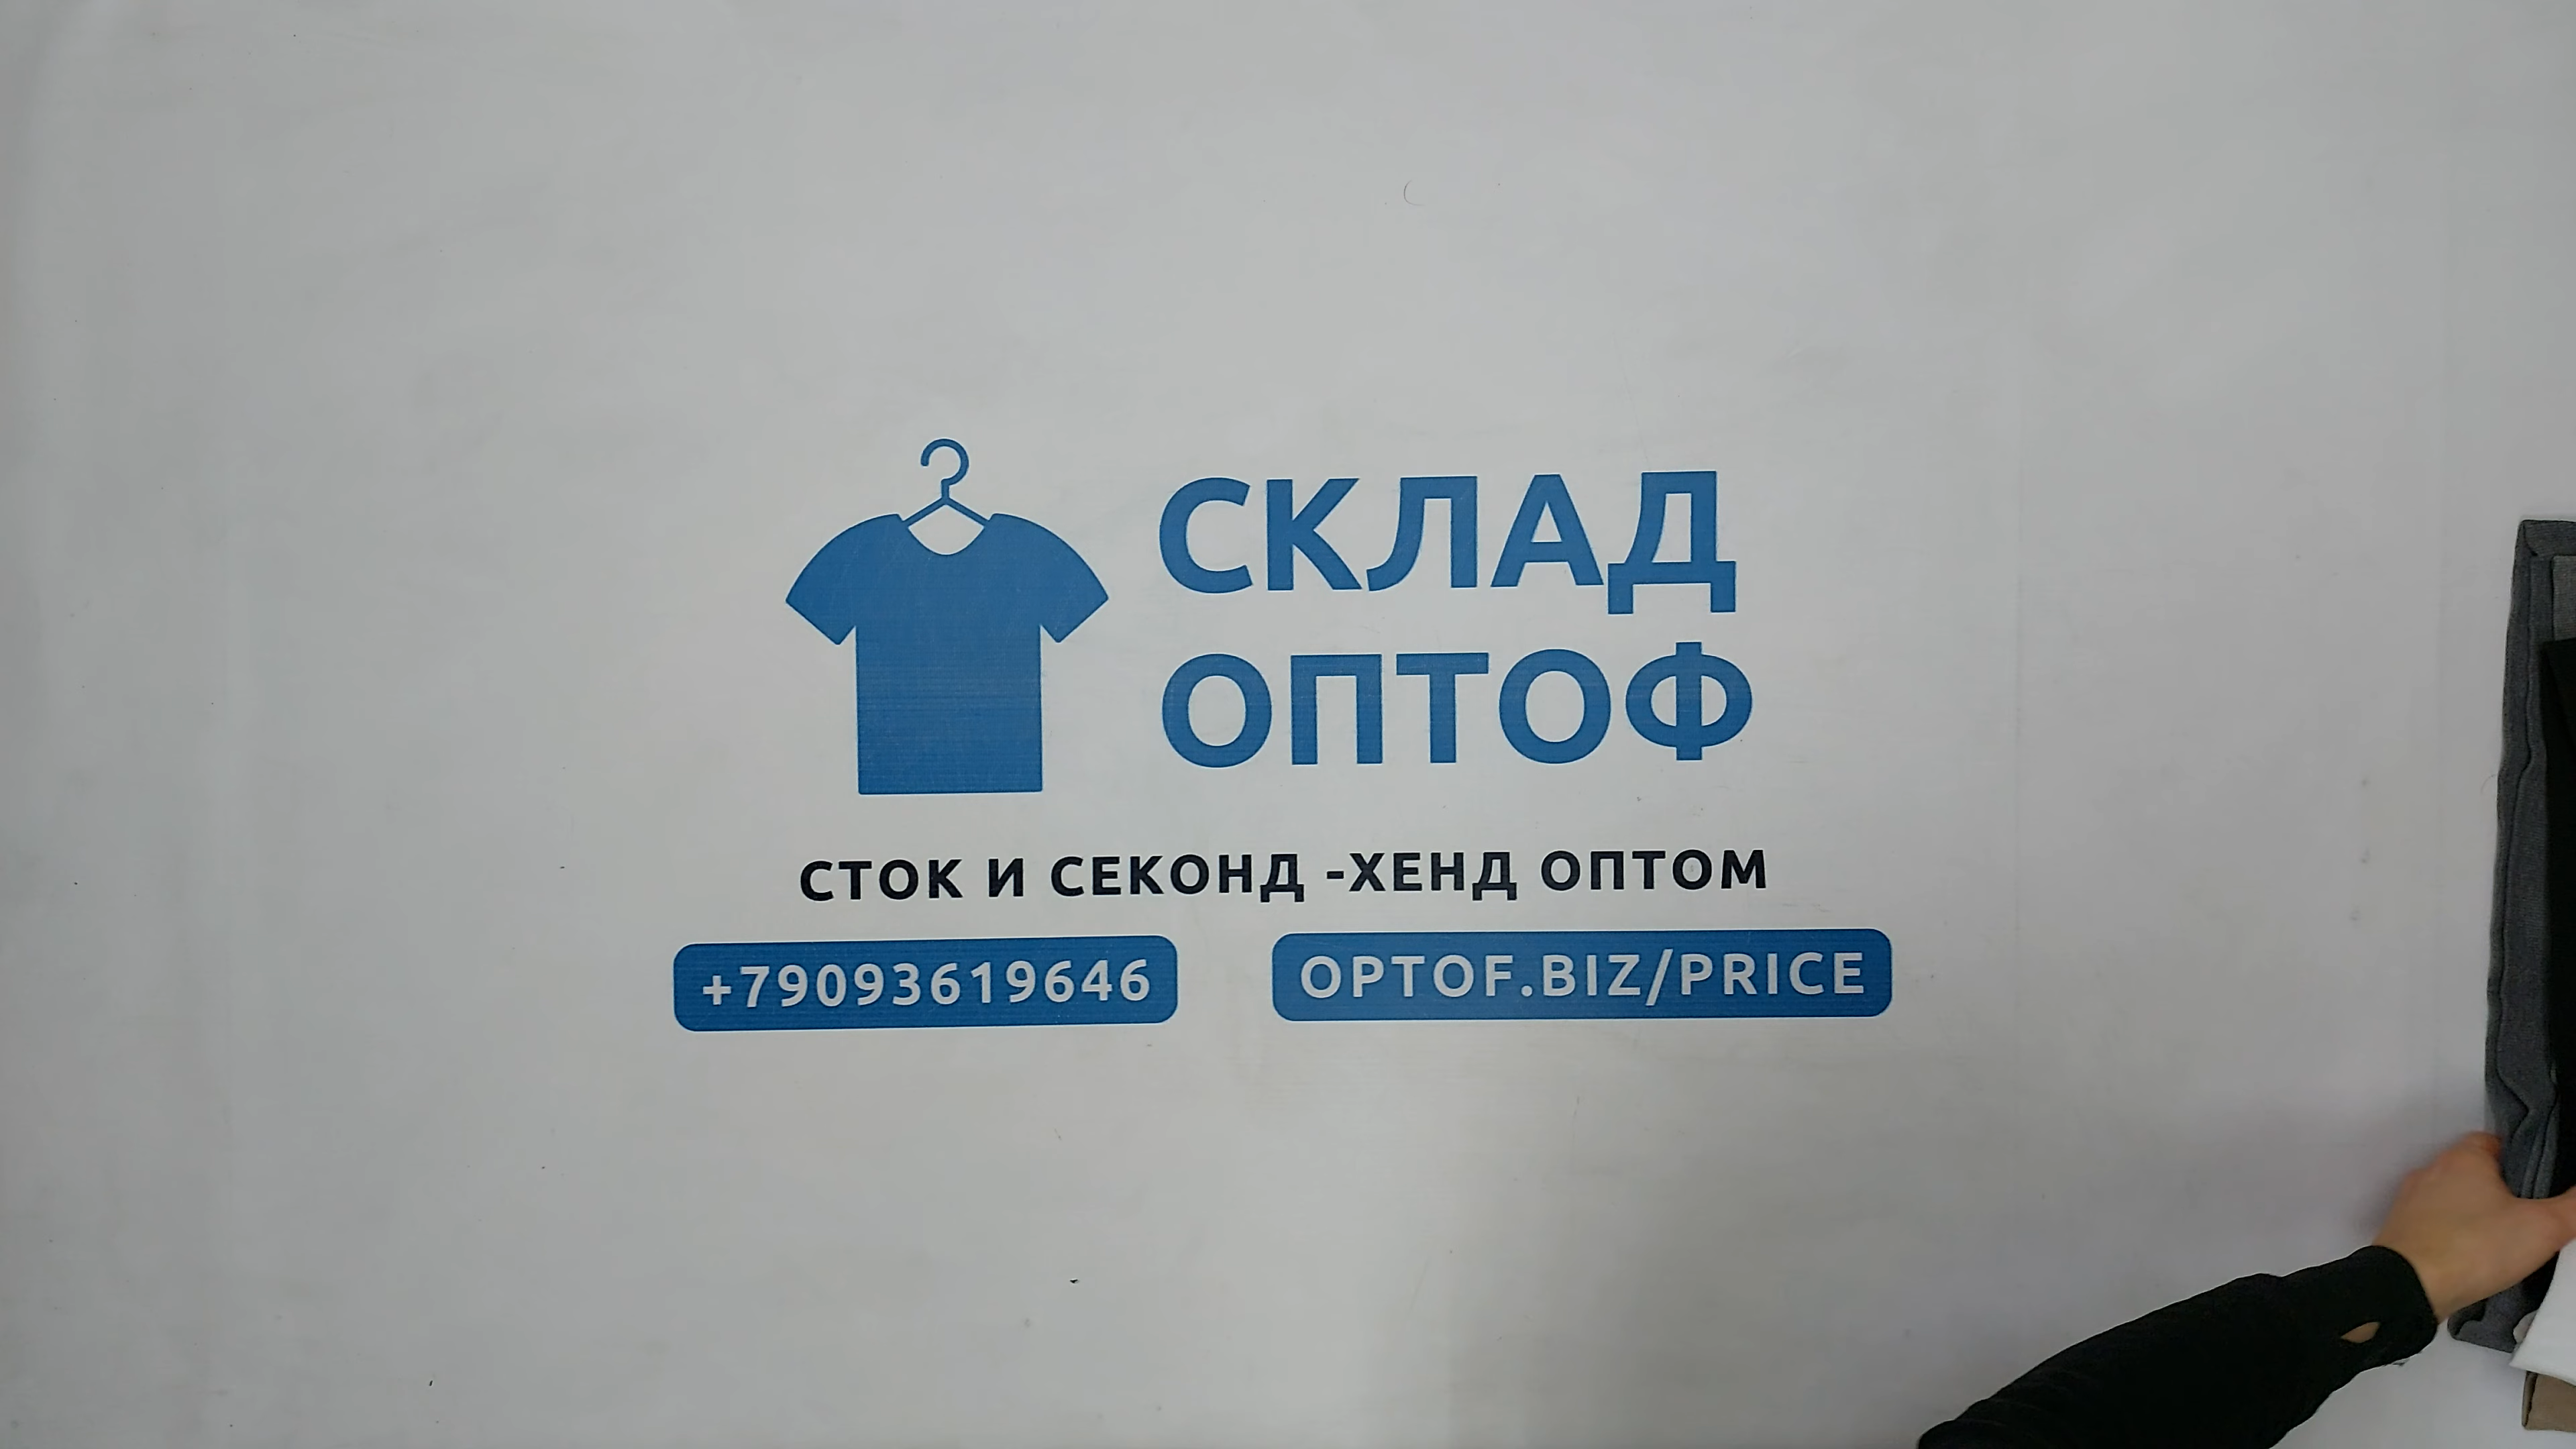 СКЛАД
ОПТОФ
СТОК И СЕКОНД -ХЕНД ОПТОМ
+79093619646
OPTOF.BIZ/PRICE